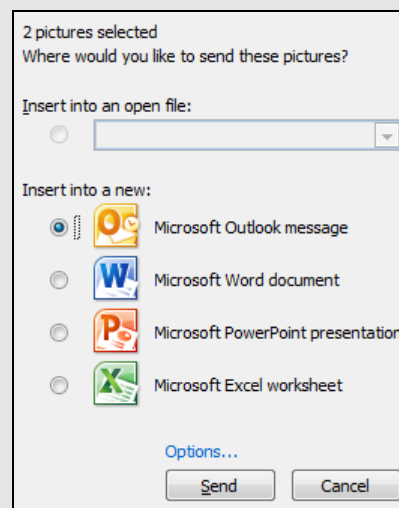 2 pictures selected
Where would you like to send these pictures?
Insert into an open file:
Insert into a new:
Microsoft Outlook message
Microsoft Word document
Microsoft PowerPoint presentation
Microsoft Excel worksheet
Options...
Send
Cancel